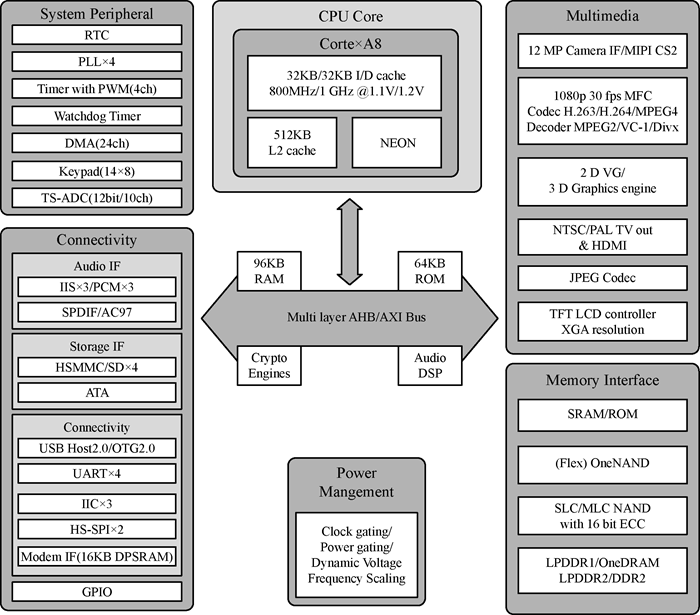 System Peripheral
RTC
PLL×4
Timer with PWM(4ch)
Watchdog Timer
DMA(24ch)
Keypad(14×8)
TS-ADC(12bit/10ch)
Connectivity
Audio IF
IIS×3/PCM×3
SPDIF/AC97
Storage IF
HSMMC/SD×4
ATA
Connectivity
USB Host2.0/OTG2.0
UART×4
IIC×3
HS-SPI×2
Modem IF(16KB DPSRAM)
GPIO
CPU Core
Corte×A8
32KB/32KB I/D cache
800MHz/1 GHz @1.1V/1.2V
512KB
L2 cache
NEON
96KB
RAM
64KB
ROM
Multi layer AHB/AXI Bus
Crypto
Engines
Audio
DSP
Power
Mangement
Clock gating/
Power gating/
Dynamic Voltage
Frequency Scaling
Multimedia
12 MP Camera IF/MIPI CS2
1080p 30 fps MFC
Codec H.263/H.264/MPEG4
Decoder MPEG2/VC-1/Divx
2 D VG/
3 D Graphics engine
NTSC/PAL TV out
& HDMI
JPEG Codec
TFT LCD controller
XGA resolution
Memory Interface
SRAM/ROM
(Flex) OneNAND
SLC/MLC NAND
with 16 bit ECC
LPDDR1/OneDRAM
LPDDR2/DDR2